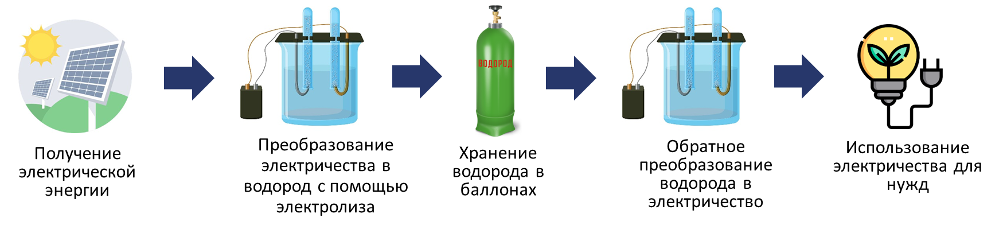 ВОДОРОД
Получение
электрической
энергии
Преобразование
электричества в
водород с помощью
электролиза
Хранение
водорода в
баллонах
Обратное
преобразование
водорода в
электричество
Использование
электричества для
нужд